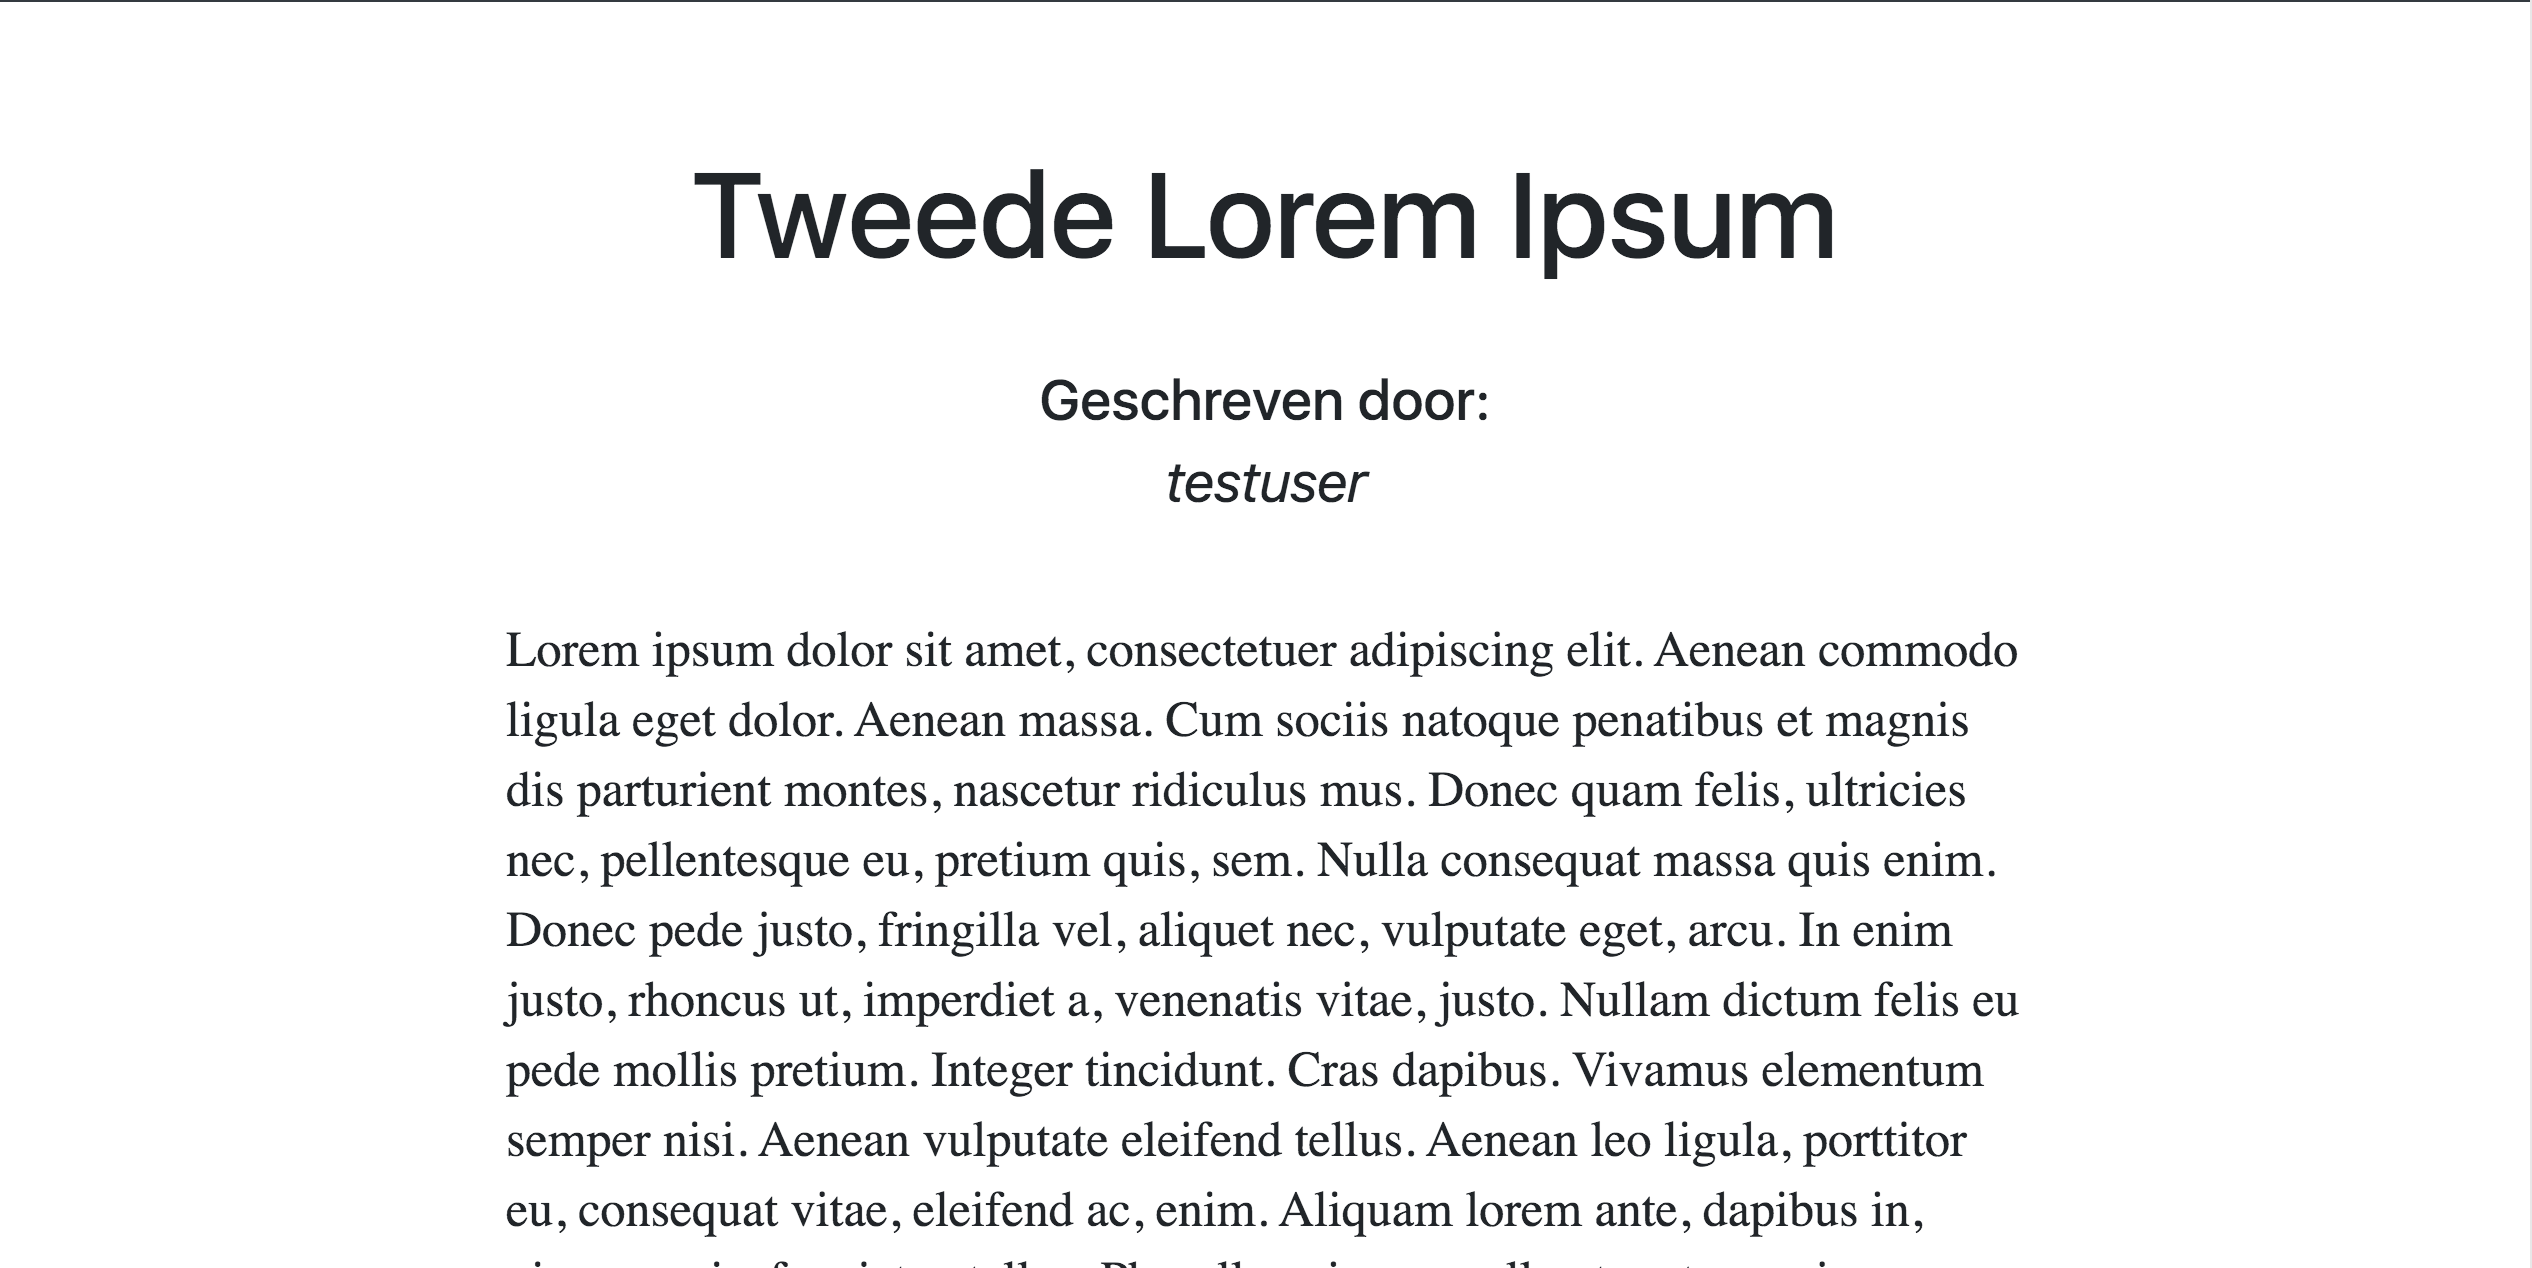 Tweede Lorem Ipsum
Geschreven door:
testuser
Lorem ipsum dolor sit amet, consectetuer adipiscing elit. Aenean commodo
ligula eget dolor. Aenean massa. Cum sociis natoque penatibus et magnis
dis parturient montes, nascetur ridiculus mus. Donec quam felis, ultricies
nec, pellentesque eu, pretium quis, sem. Nulla consequat massa quis enim.
Donec pede justo, fringilla vel, aliquet nec, vulputate eget, arcu. In enim
justo, rhoncus ut, imperdiet a, venenatis vitae, justo. Nullam dictum felis eu
pede mollis pretium. Integer tincidunt. Cras dapibus. Vivamus elementum
semper nisi. Aenean vulputate eleifend tellus. Aenean leo ligula, porttitor
eu, consequat vitae, eleifend ac, enim. Aliquam lorem ante, dapibus in,